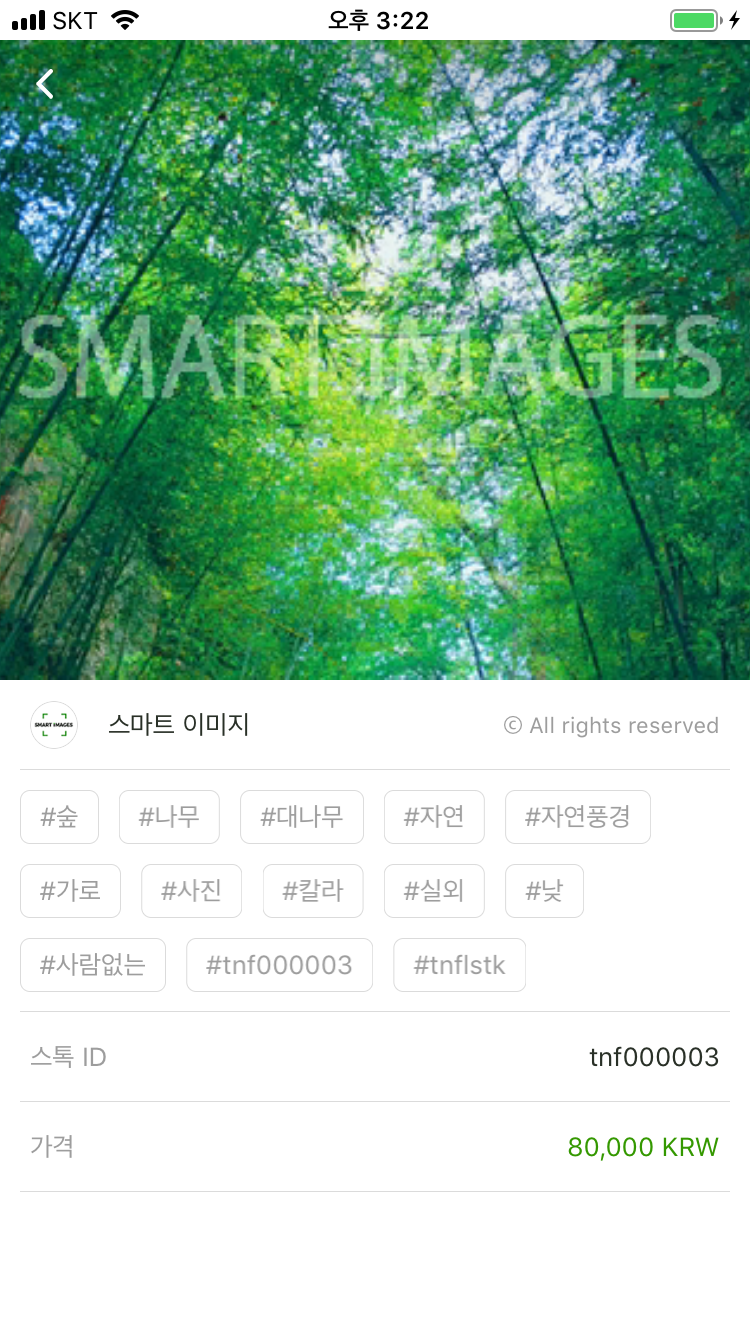 SKT 오후 3:22
SMART IMAGES
SMART IMAGES 스마트 이미지 © All rights reserved
#숲 #나무 #대나무 #자연 #자연풍경
#가로 #사진 #칼라 #실외 #낮
#사람없는 #tnf000003 #tnflstk
스톡 ID tnf000003
가격 80,000 KRW